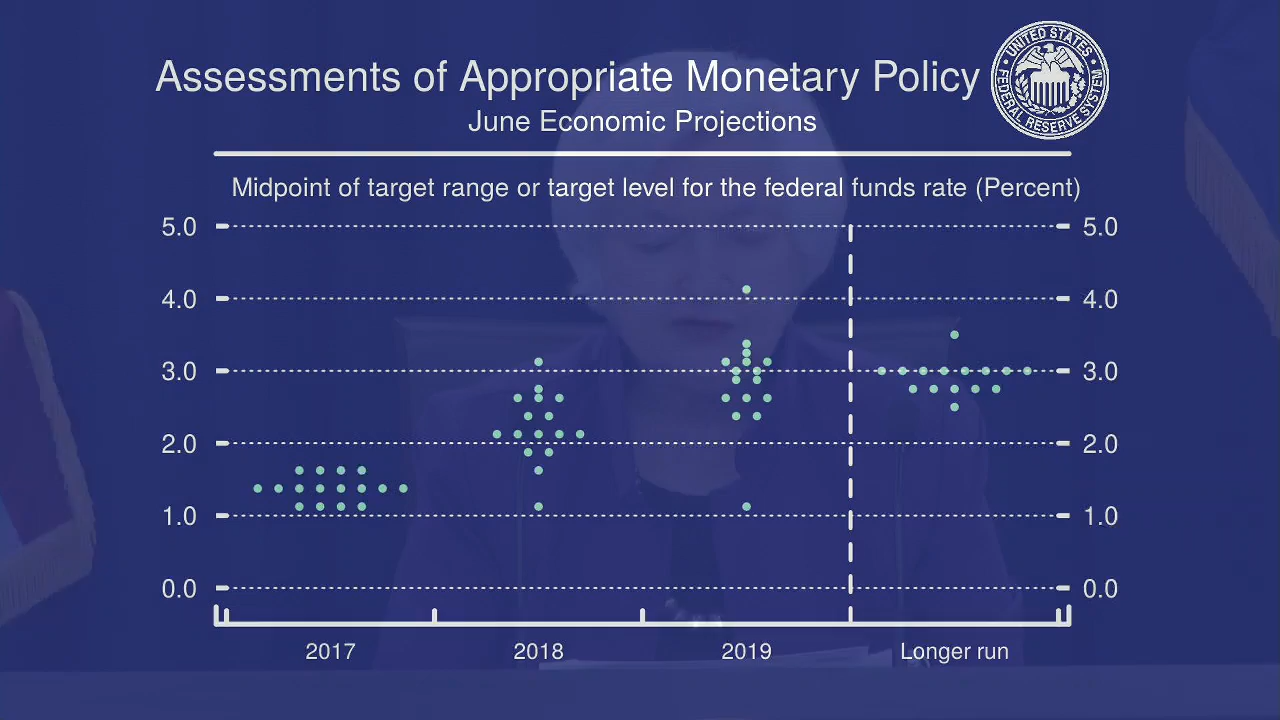 Assessments of Appropriate Monetary Policy
UNITED STATES
FEDERAL RESERVE SYSTEM
June Economic Projections
Midpoint of target range or target level for the federal funds rate (Percent)
5.0 5.0
4.0 4.0
3.0 3.0
2.0 2.0
1.0 1.0
0.0 0.0
2017 2018 2019 Longer run